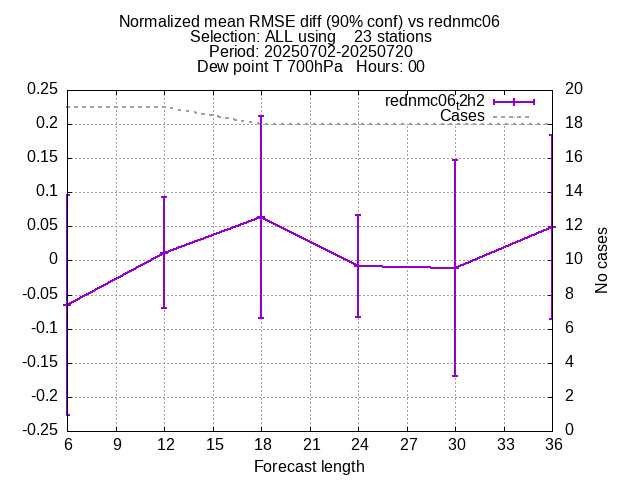 Normalized mean RMSE diff (90% conf) vs rednmc06
Selection: ALL using    23 stations
Period: 20250702-20250720
Dew point T 700hPa   Hours: 00
rednmc06_t2h2
Cases
0.25
0.2
0.15
0.1
0.05
0
-0.05
-0.1
-0.15
-0.2
-0.25
20
18
16
14
12
10
8
6
4
2
0
No cases
6 9 12 15 18 21 24 27 30 33 36
Forecast length